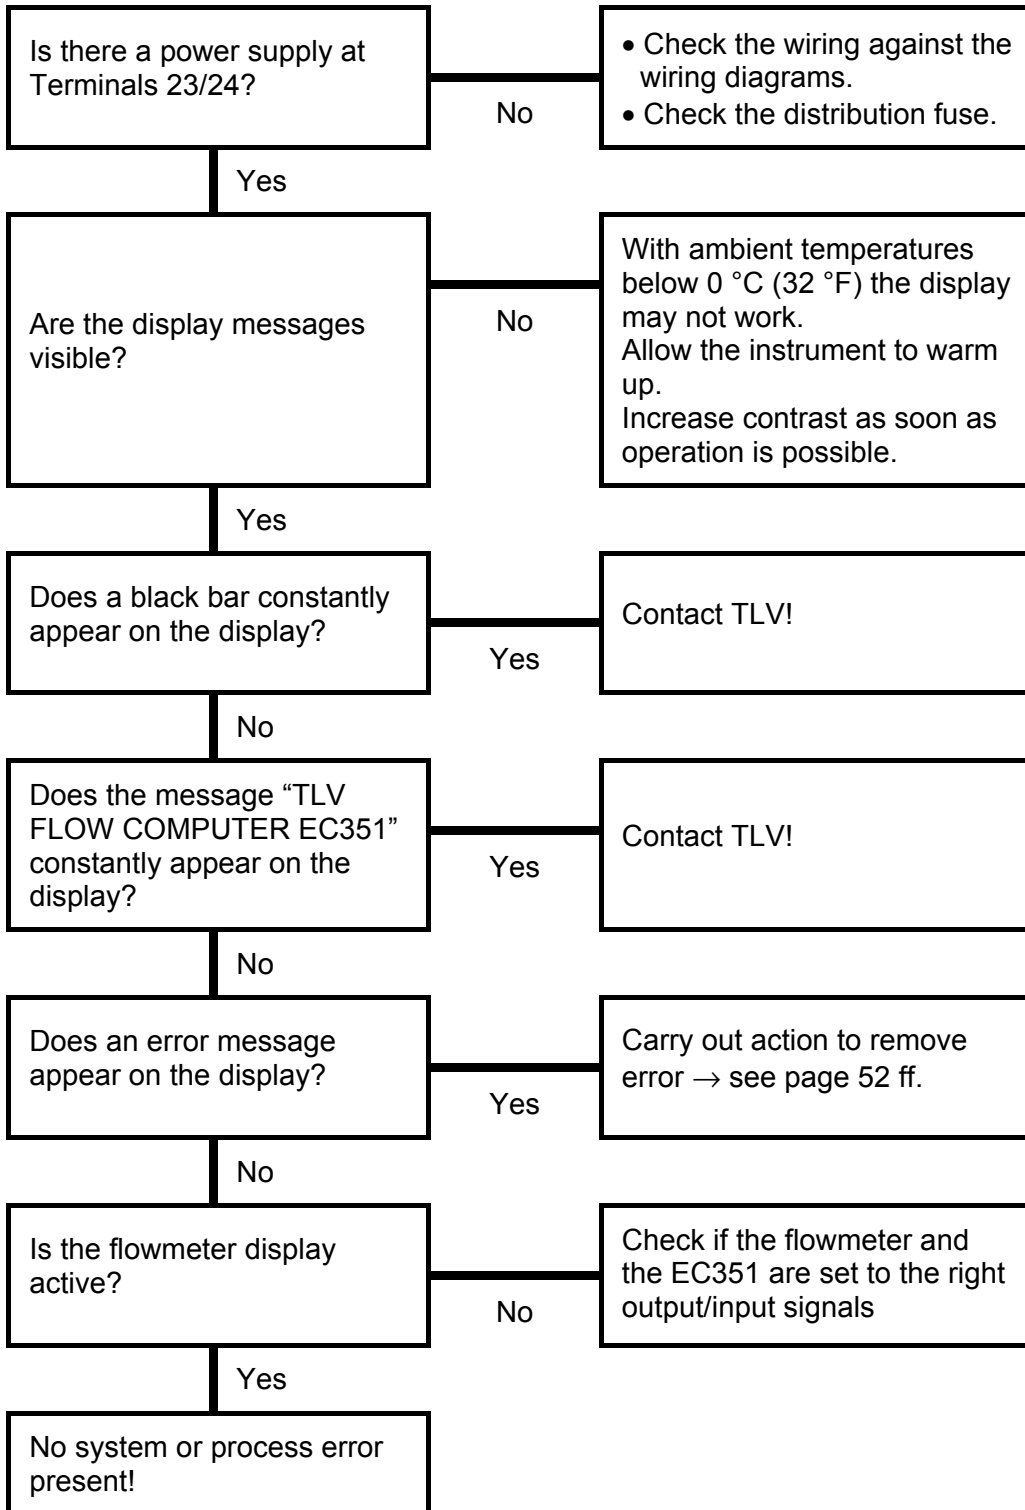 Is there a power supply at
Terminals 23/24?
No
• Check the wiring against the
wiring diagrams.
• Check the distribution fuse.
Yes
Are the display messages
visible?
No
With ambient temperatures
below 0 °C (32 °F) the display
may not work.
Allow the instrument to warm
up.
Increase contrast as soon as
operation is possible.
Yes
Does a black bar constantly
appear on the display?
Yes
Contact TLV!
No
Does the message “TLV
FLOW COMPUTER EC351”
constantly appear on the
display?
Yes
Contact TLV!
No
Does an error message
appear on the display?
Yes
Carry out action to remove
error → see page 52 ff.
No
Is the flowmeter display
active?
No
Check if the flowmeter and
the EC351 are set to the right
output/input signals
Yes
No system or process error
present!